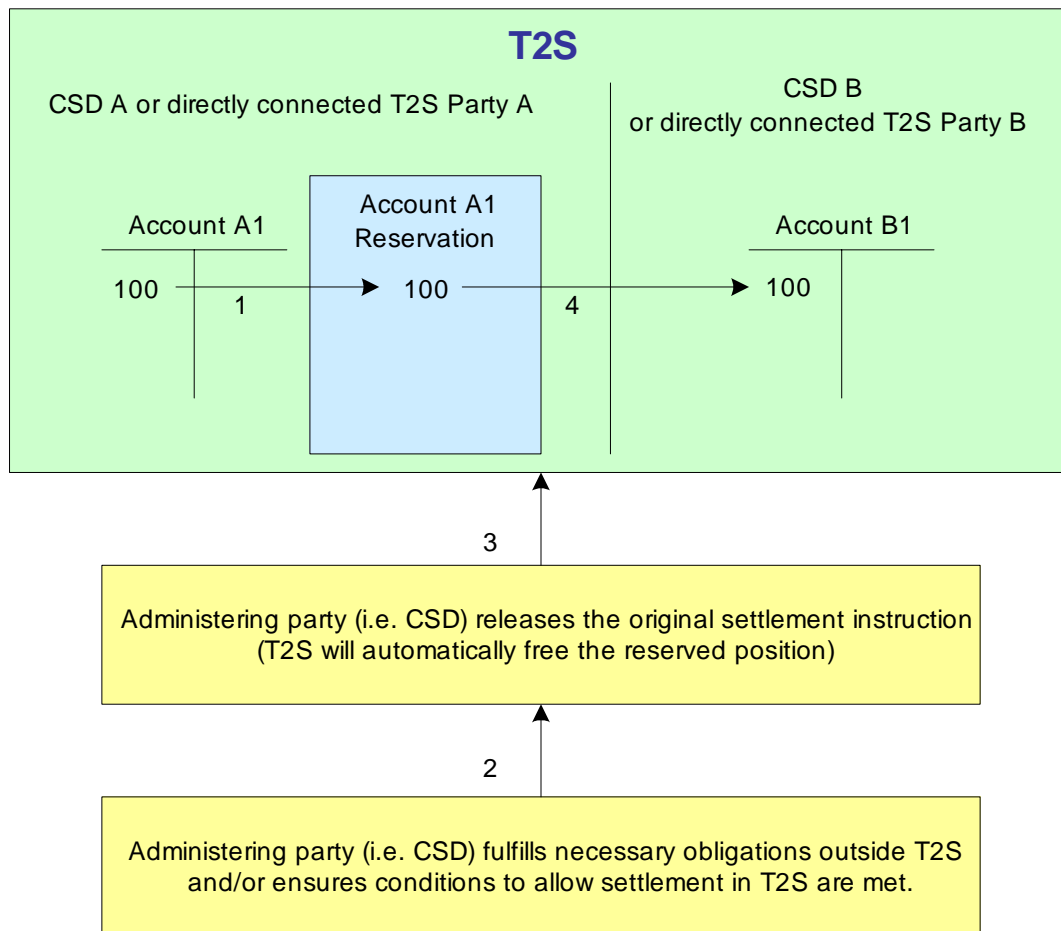 T2S
CSD A or directly connected T2S Party A
CSD B
or directly connected T2S Party B
Account A1
Account A1
Reservation
Account B1
100
1
100
4
100
3
Administering party (i.e. CSD) releases the original settlement instruction
(T2S will automatically free the reserved position)
2
Administering party (i.e. CSD) fulfills necessary obligations outside T2S
and/or ensures conditions to allow settlement in T2S are met.